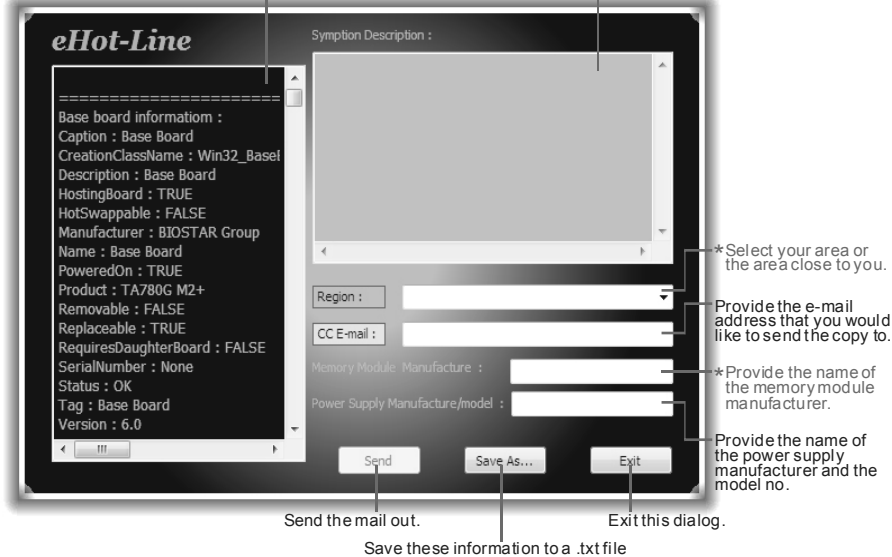 eHot-Line
Symption Description :
========================
Base board informatiom :
Caption : Base Board
CreationClassName : Win32_BaseB
Description : Base Board
HostingBoard : TRUE
HotSwappable : FALSE
Manufacturer : BIOSTAR Group
Name : Base Board
PoweredOn : TRUE
Product : TA780G M2+
Removable : FALSE
Replaceable : TRUE
RequiresDaughterBoard : FALSE
SerialNumber : None
Status : OK
Tag : Base Board
Version : 6.0
Region :
CC E-mail :
Memory Module Manufacture :
Power Supply Manufacture/model :
Send
Save As...
Exit
*Select your area or
the area close to you.
Provide the e-mail
address that you would
like to send the copy to.
*Provide the name of
the memory module
manufacturer.
Provide the name of
the power supply
manufacturer and the
model no.
Send the mail out.
Exit this dialog.
Save these information to a .txt file